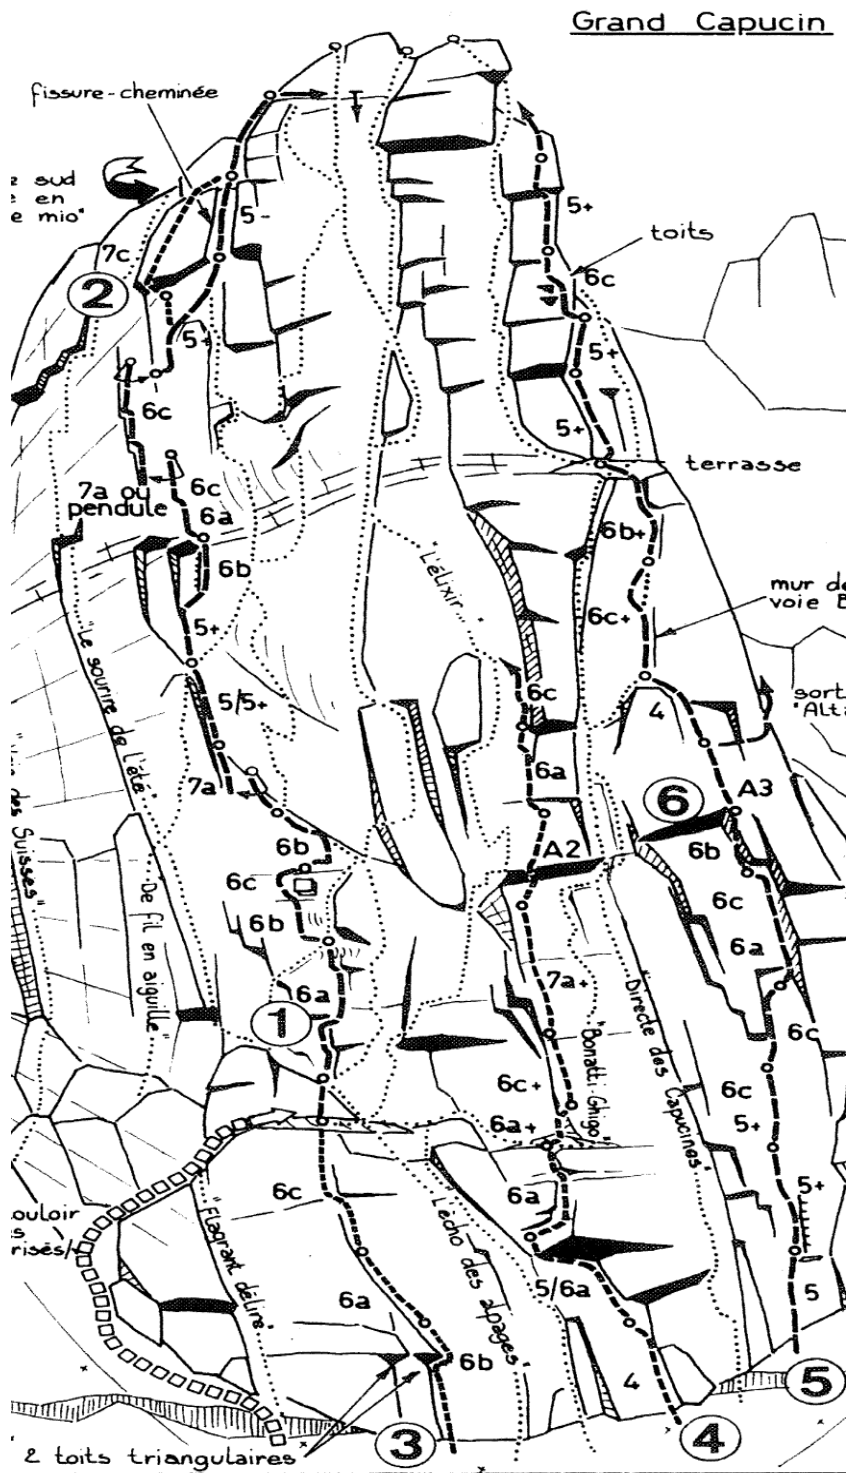 Grand Capucin
fissure-cheminée
sud
en
mio"
5-
5+
toits
7c
2
6c
5+
5+
6c
5+
terrasse
6c
7a ou
pendule
6a
6b+
6b
"L'élixir"
mur de
voie B
5+
6c+
"Le sourire de l'été"
5/5+
6c
4
sort
"Alt
7a
6a
6
A3
des Suisses"
6b
A2
6b
6c
6c
"De fil en aiguille"
6b
6a
6a
7a+
1
"Bonatti-Ghigo"
"Directe des Capucines"
6c
6c+
6c
6a+
5+
6c
6a
5+
ouloir
s
risés/
"Flagrant délire"
"L'écho des alpages"
5/6a
5
6a
6b
4
5
3
4
2 toits triangulaires